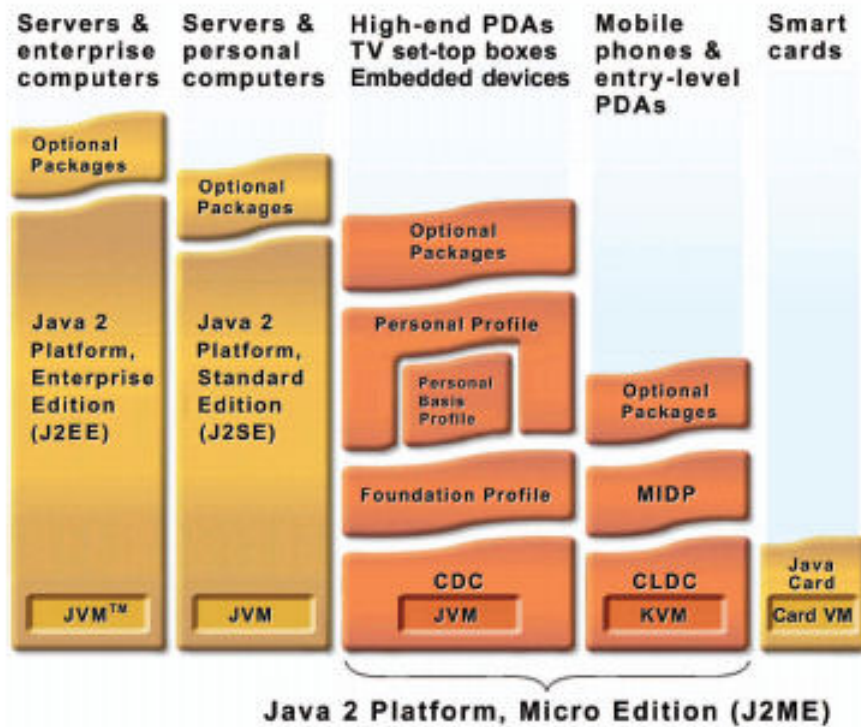 Servers &
enterprise
computers
Servers &
personal
computers
High-end PDAs
TV set-top boxes
Embedded devices
Mobile
phones &
entry-level
PDAs
Smart
cards
Optional
Packages
Java 2
Platform,
Enterprise
Edition
(J2EE)
JVM™
Optional
Packages
Java 2
Platform,
Standard
Edition
(J2SE)
JVM
Optional
Packages
Personal Profile
Personal
Basis
Profile
Foundation Profile
CDC
JVM
Optional
Packages
MIDP
CLDC
KVM
Java
Card
Card VM
Java 2 Platform, Micro Edition (J2ME)